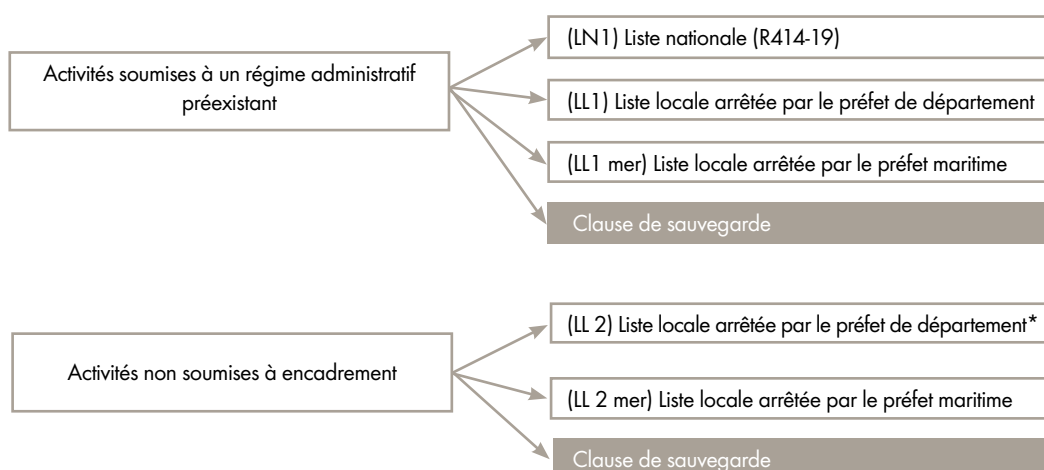 Activités soumises à un régime administratif
préexistant
(LN1) Liste nationale (R414-19)
(LL1) Liste locale arrêtée par le préfet de département
(LL1 mer) Liste locale arrêtée par le préfet maritime
Clause de sauvegarde
Activités non soumises à encadrement
(LL 2) Liste locale arrêtée par le préfet de département*
(LL 2 mer) Liste locale arrêtée par le préfet maritime
Clause de sauvegarde